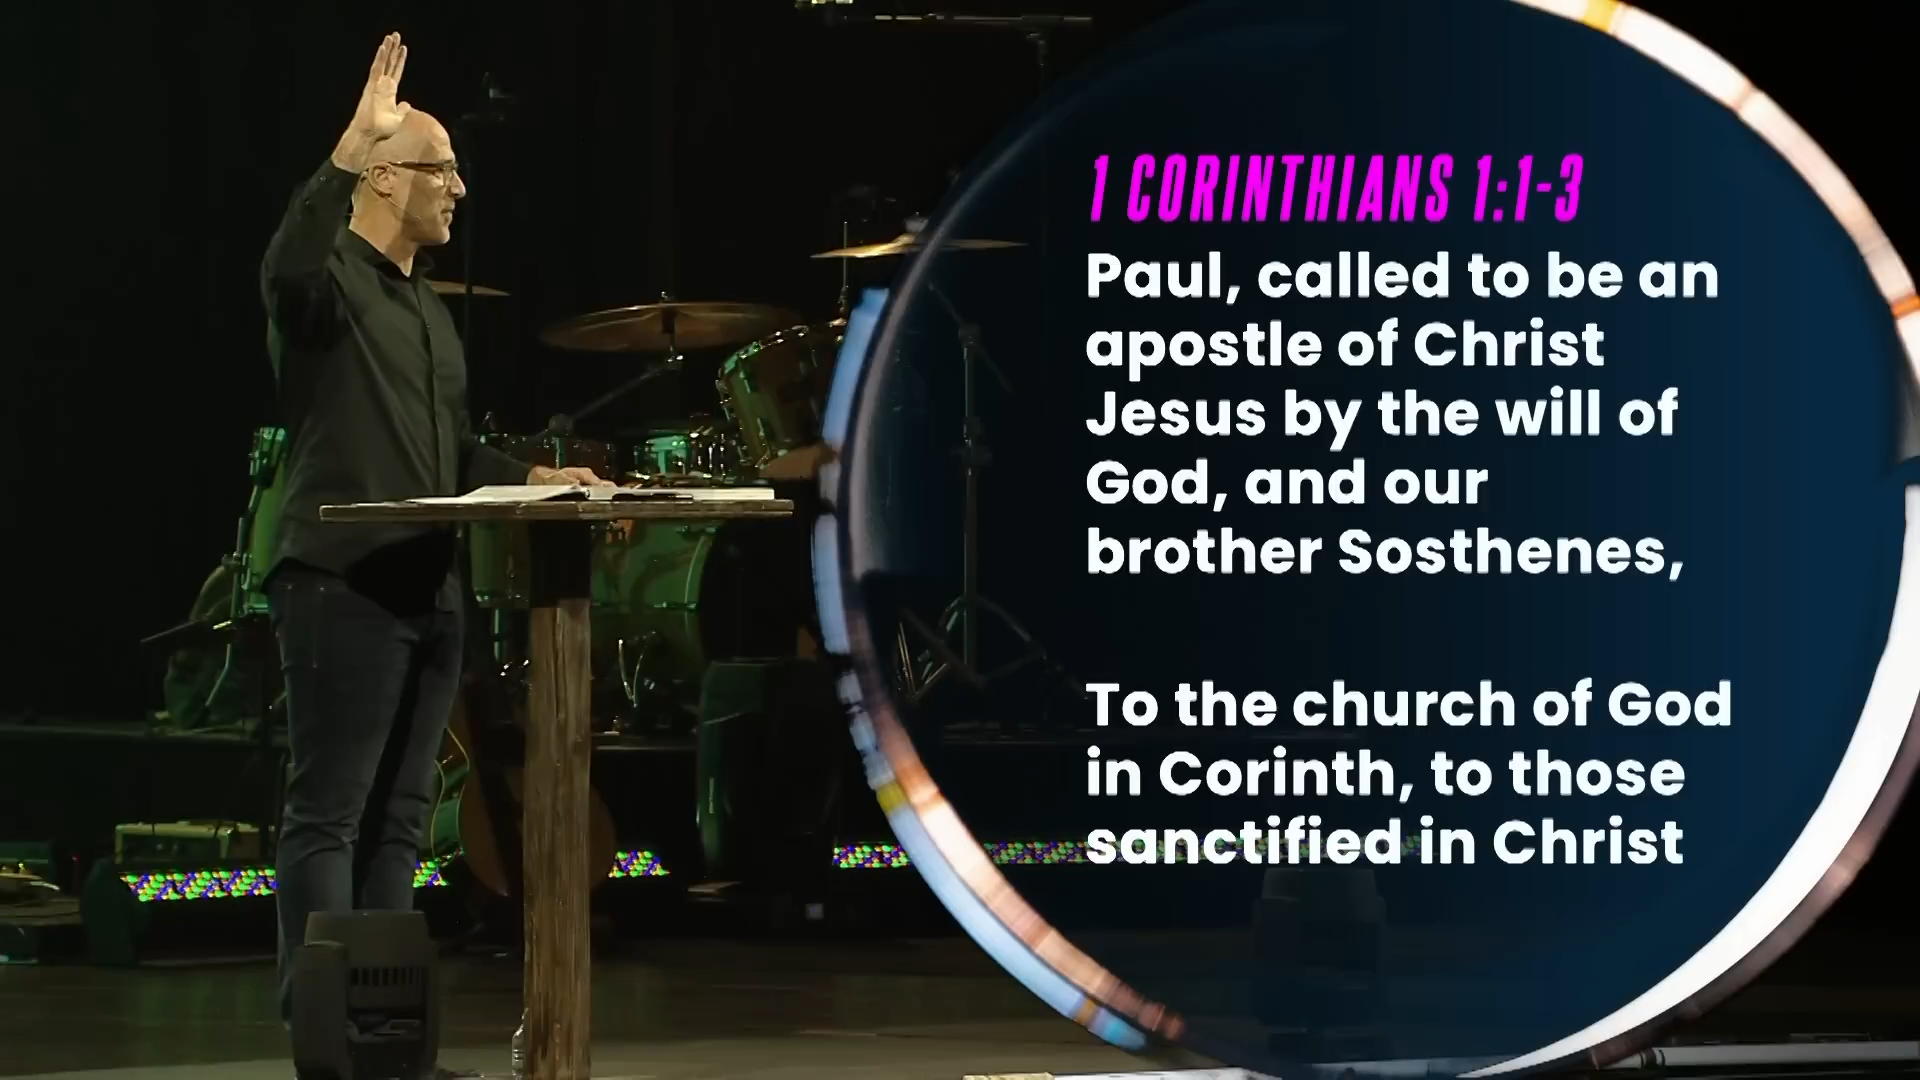 1 CORINTHIANS 1:1-3
Paul, called to be an
apostle of Christ
Jesus by the will of
God, and our
brother Sosthenes,
To the church of God
in Corinth, to those
sanctified in Christ